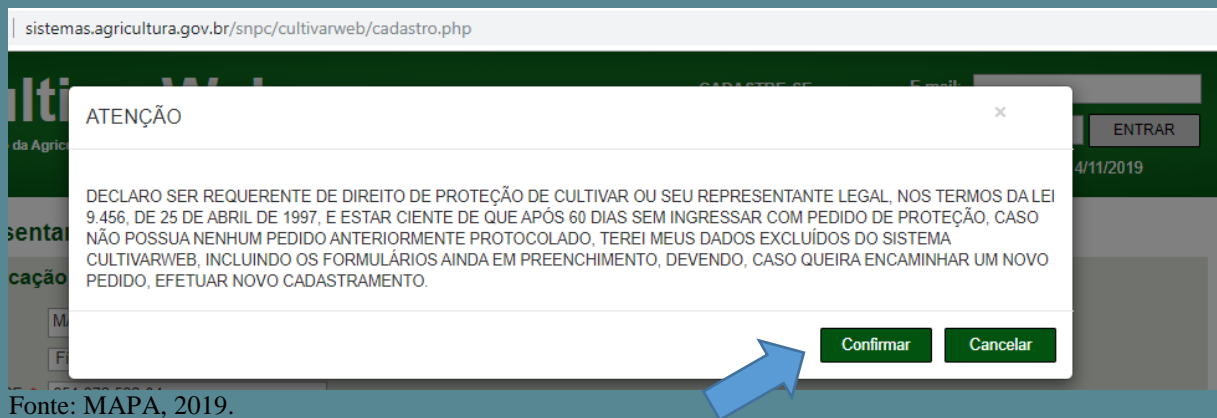 sistemas.agricultura.gov.br/snpc/cultivarweb/cadastro.php
ENTRAR
da Agric
4/11/2019
ATENÇÃO
×
DECLARO SER REQUERENTE DE DIREITO DE PROTEÇÃO DE CULTIVAR OU SEU REPRESENTANTE LEGAL, NOS TERMOS DA LEI
9.456, DE 25 DE ABRIL DE 1997, E ESTAR CIENTE DE QUE APÓS 60 DIAS SEM INGRESSAR COM PEDIDO DE PROTEÇÃO, CASO
NÃO POSSUA NENHUM PEDIDO ANTERIORMENTE PROTOCOLADO, TEREI MEUS DADOS EXCLUÍDOS DO SISTEMA
CULTIVARWEB, INCLUINDO OS FORMULÁRIOS AINDA EM PREENCHIMENTO, DEVENDO, CASO QUEIRA ENCAMINHAR UM NOVO
PEDIDO, EFETUAR NOVO CADASTRAMENTO.
sentar
cação
Confirmar Cancelar
Fonte: MAPA, 2019.